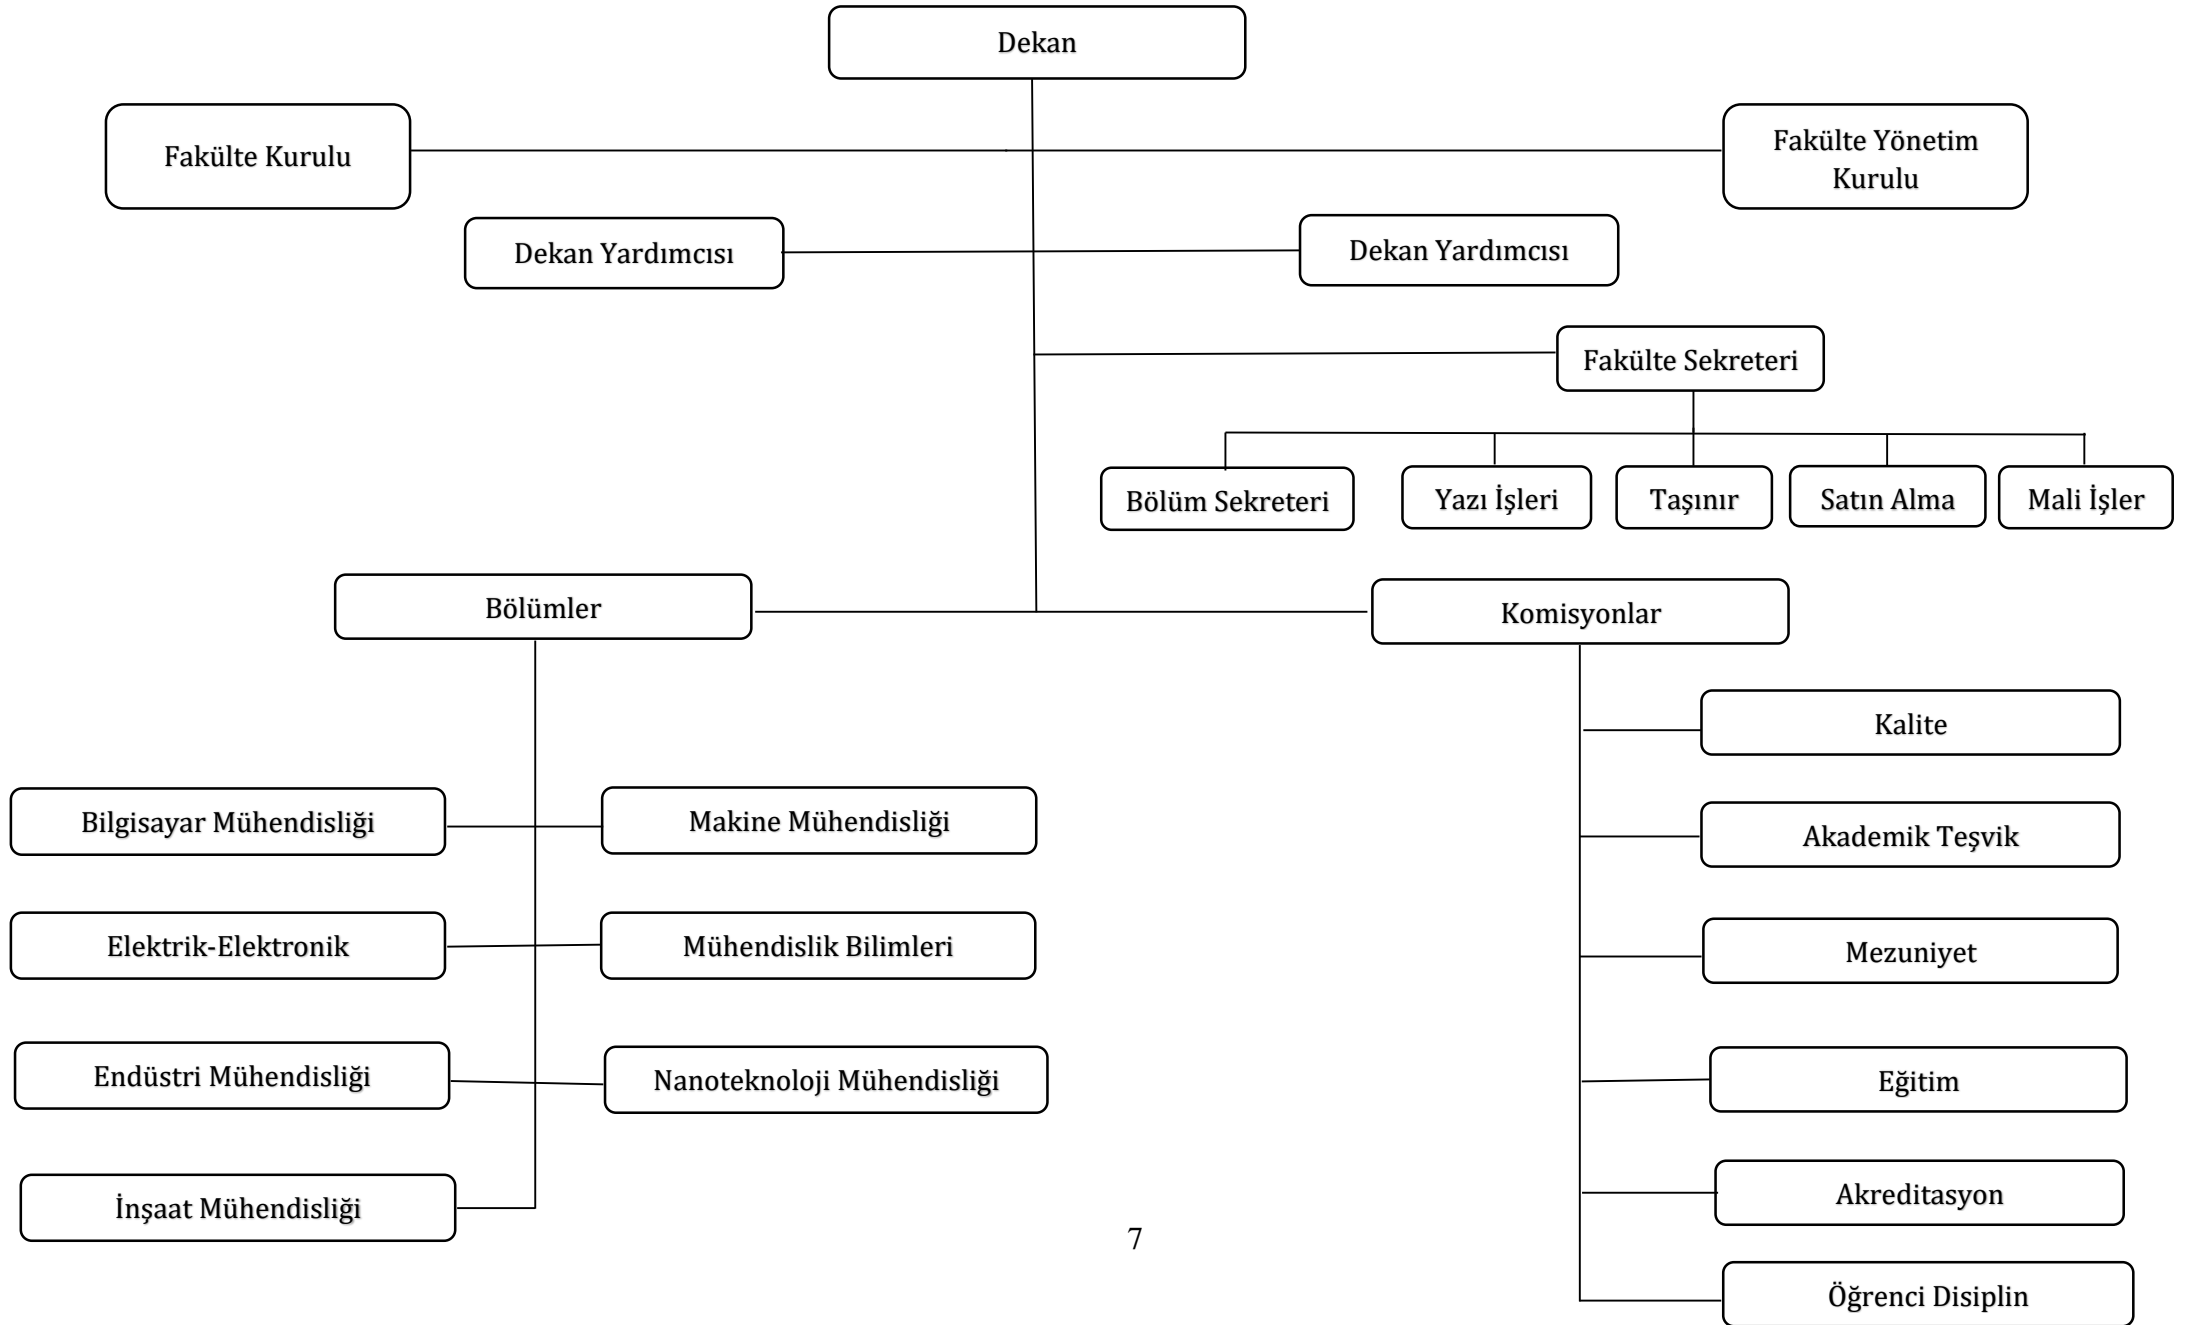 Dekan
Fakülte Kurulu
Fakülte Yönetim
Kurulu
Dekan Yardımcısı
Dekan Yardımcısı
Fakülte Sekreteri
Bölüm Sekreteri
Yazı İşleri
Taşınır
Satın Alma
Mali İşler
Bölümler
Komisyonlar
Kalite
Bilgisayar Mühendisliği
Makine Mühendisliği
Akademik Teşvik
Elektrik-Elektronik
Mühendislik Bilimleri
Mezuniyet
Endüstri Mühendisliği
Nanoteknoloji Mühendisliği
Eğitim
İnşaat Mühendisliği
Akreditasyon
7
Öğrenci Disiplin